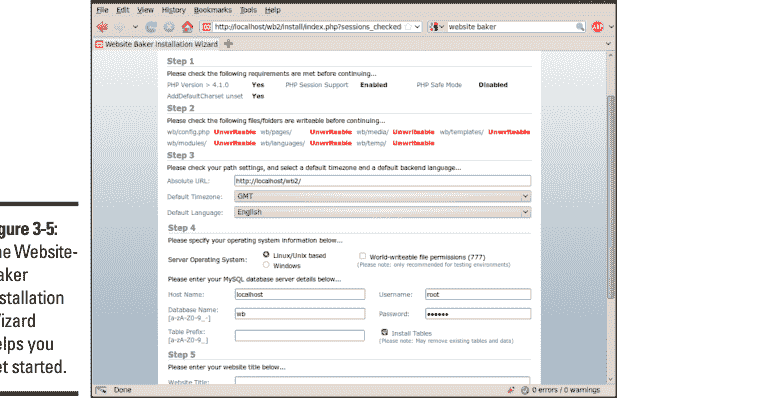 File Edit View History Bookmarks Tools Help
http://localhost/wb2/install/index.php?sessions_checked website baker ABP
Website Baker Installation Wizard
Step 1
Please check the following requirements are met before continuing...
PHP Version > 4.1.0 Yes PHP Session Support Enabled PHP Safe Mode Disabled
AddDefaultCharset unset Yes
Step 2
Please check the following files/folders are writeable before continuing...
wb/config.php Unwriteable wb/pages/ Unwriteable wb/media/ Unwriteable wb/templates/ Unwriteable
wb/modules/ Unwriteable wb/languages/ Unwriteable wb/temp/ Unwriteable
Step 3
Please check your path settings, and select a default timezone and a default backend language...
Absolute URL: http://localhost/wb2/
Default Timezone: GMT
Default Language: English
Step 4
Please specify your operating system information below...
Server Operating System: Linux/Unix based World-writeable file permissions (777)
Windows (Please note: only recommended for testing environments)
Please enter your MySQL database server details below...
Host Name: localhost Username: root
Database Name: wb Password: ••••••
[a-zA-Z0-9_-]
Table Prefix: Install Tables
[a-zA-Z0-9_] (Please note: May remove existing tables and data)
Step 5
Please enter your website title below...
Website Title:
Done 0 errors / 0 warnings
gure 3-5:
ne Website-
aker
stallation
izard
elps you
et started.